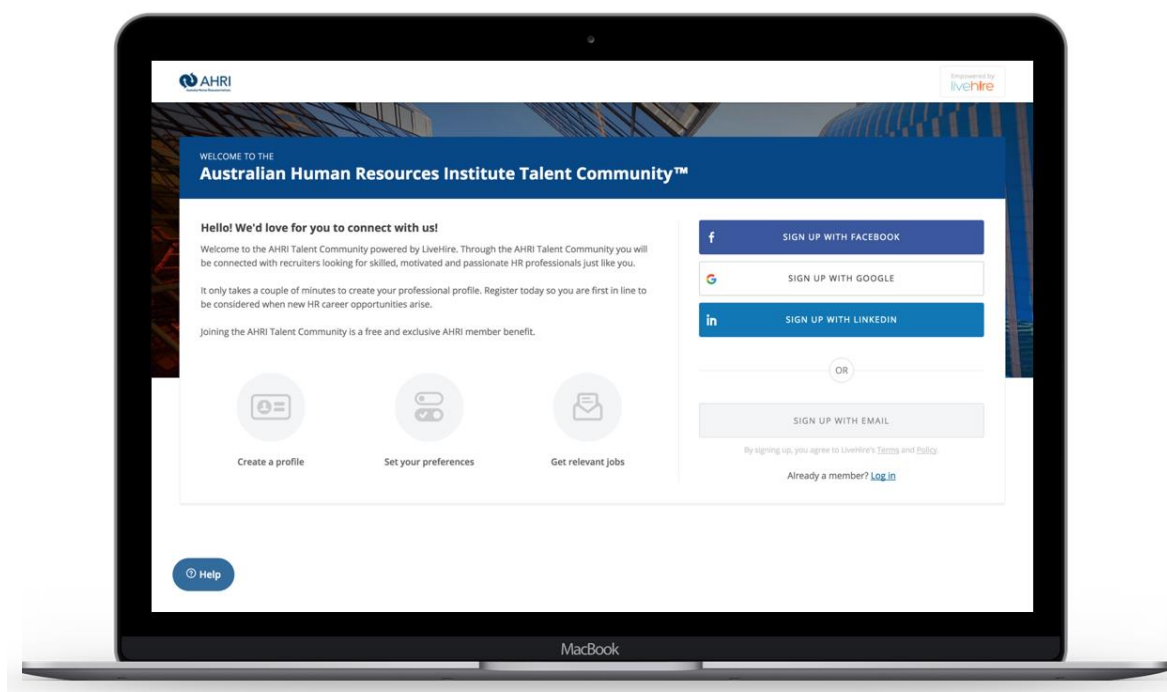 AHRI
Empowered by
livehire
WELCOME TO THE
Australian Human Resources Institute Talent Community™
Hello! We'd love for you to connect with us!
Welcome to the AHRI Talent Community powered by LiveHire. Through the AHRI Talent Community you will
be connected with recruiters looking for skilled, motivated and passionate HR professionals just like you.
It only takes a couple of minutes to create your professional profile. Register today so you are first in line to
be considered when new HR career opportunities arise.
Joining the AHRI Talent Community is a free and exclusive AHRI member benefit.
Create a profile
Set your preferences
Get relevant jobs
f SIGN UP WITH FACEBOOK
G SIGN UP WITH GOOGLE
in SIGN UP WITH LINKEDIN
OR
SIGN UP WITH EMAIL
By signing up, you agree to LiveHire's Terms and Policy.
Already a member? Log in
? Help
MacBook